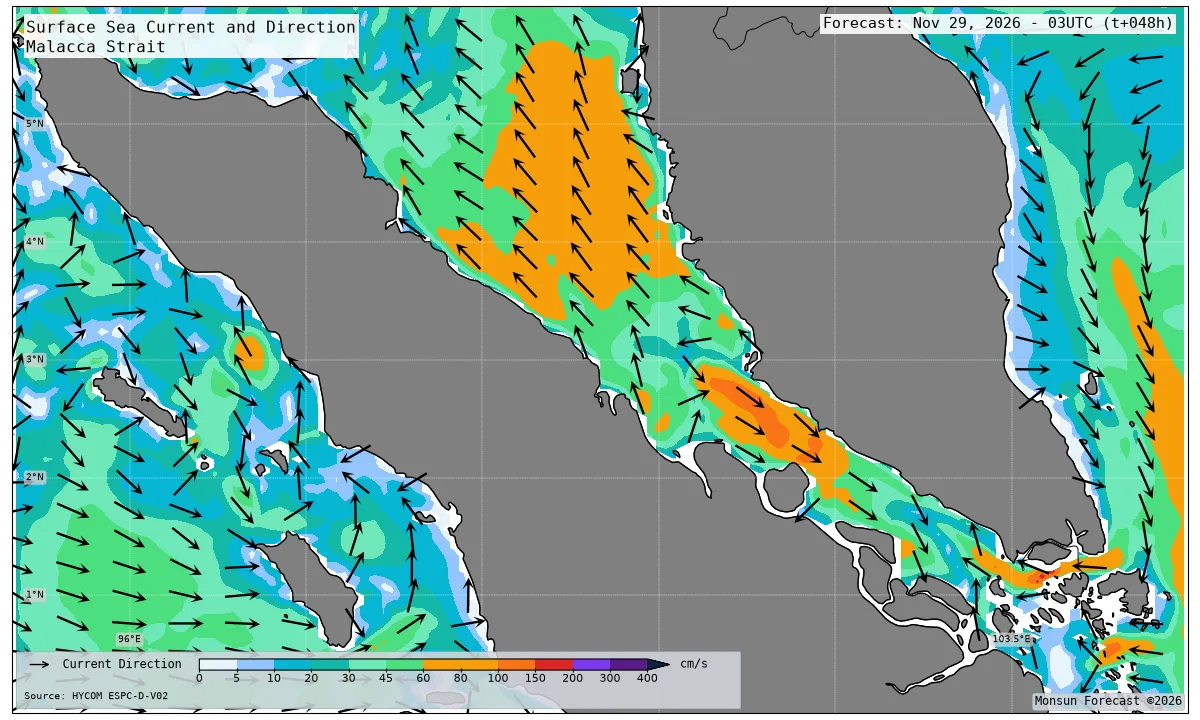 Surface Sea Current and Direction
Malacca Strait
Forecast: Nov 29, 2026 - 03UTC (t+048h)
5°N
4°N
3°N
2°N
1°N
96°E
103.5°E
Current Direction
0 5 10 20 30 45 60 80 100 150 200 300 400
cm/s
Source: HYCOM ESPC-D-V02
Monsun Forecast ©2026